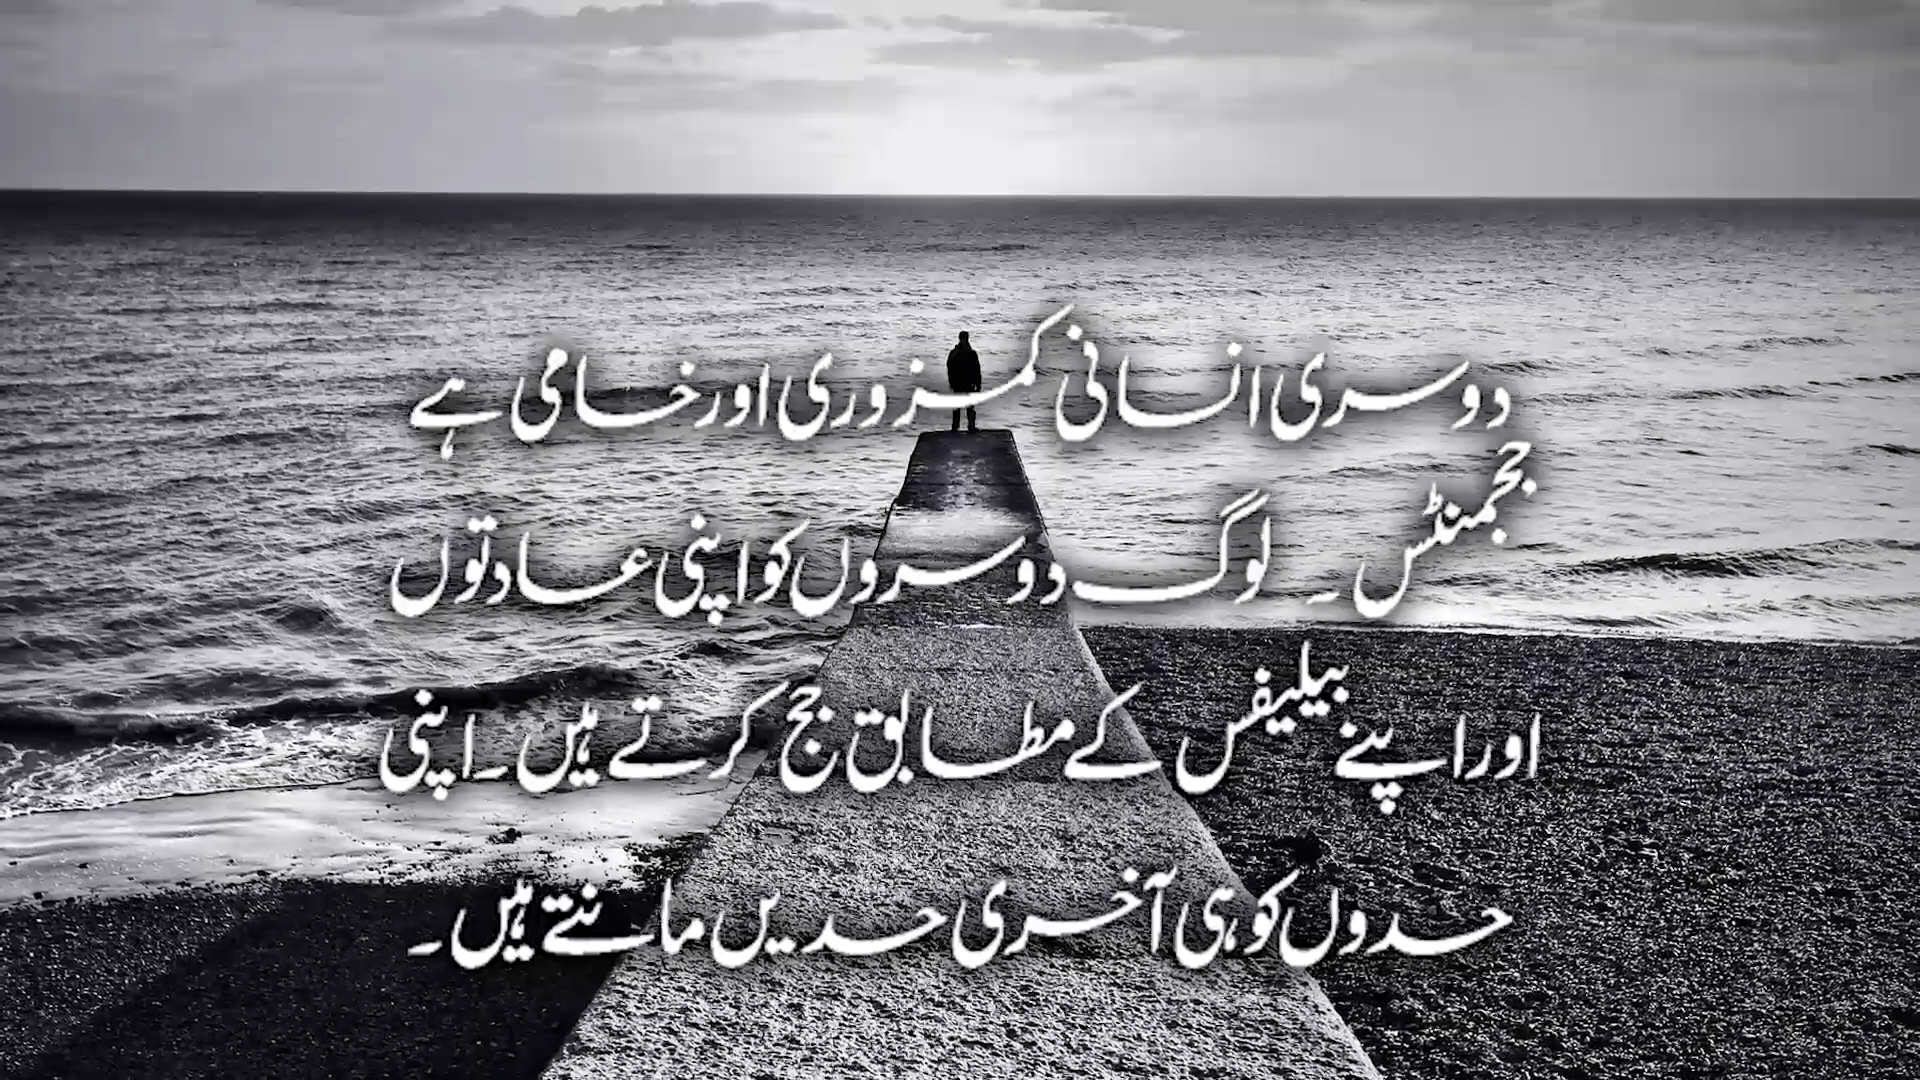 دوسری انسانی کمزوری اور خامی ہے
ججمنٹس۔ لوگ دوسروں کو اپنی عادتوں
اور اپنے بیلیفس کے مطابق جج کرتے ہیں۔ اپنی
حدوں کو ہی آخری حدیں مانتے ہیں۔